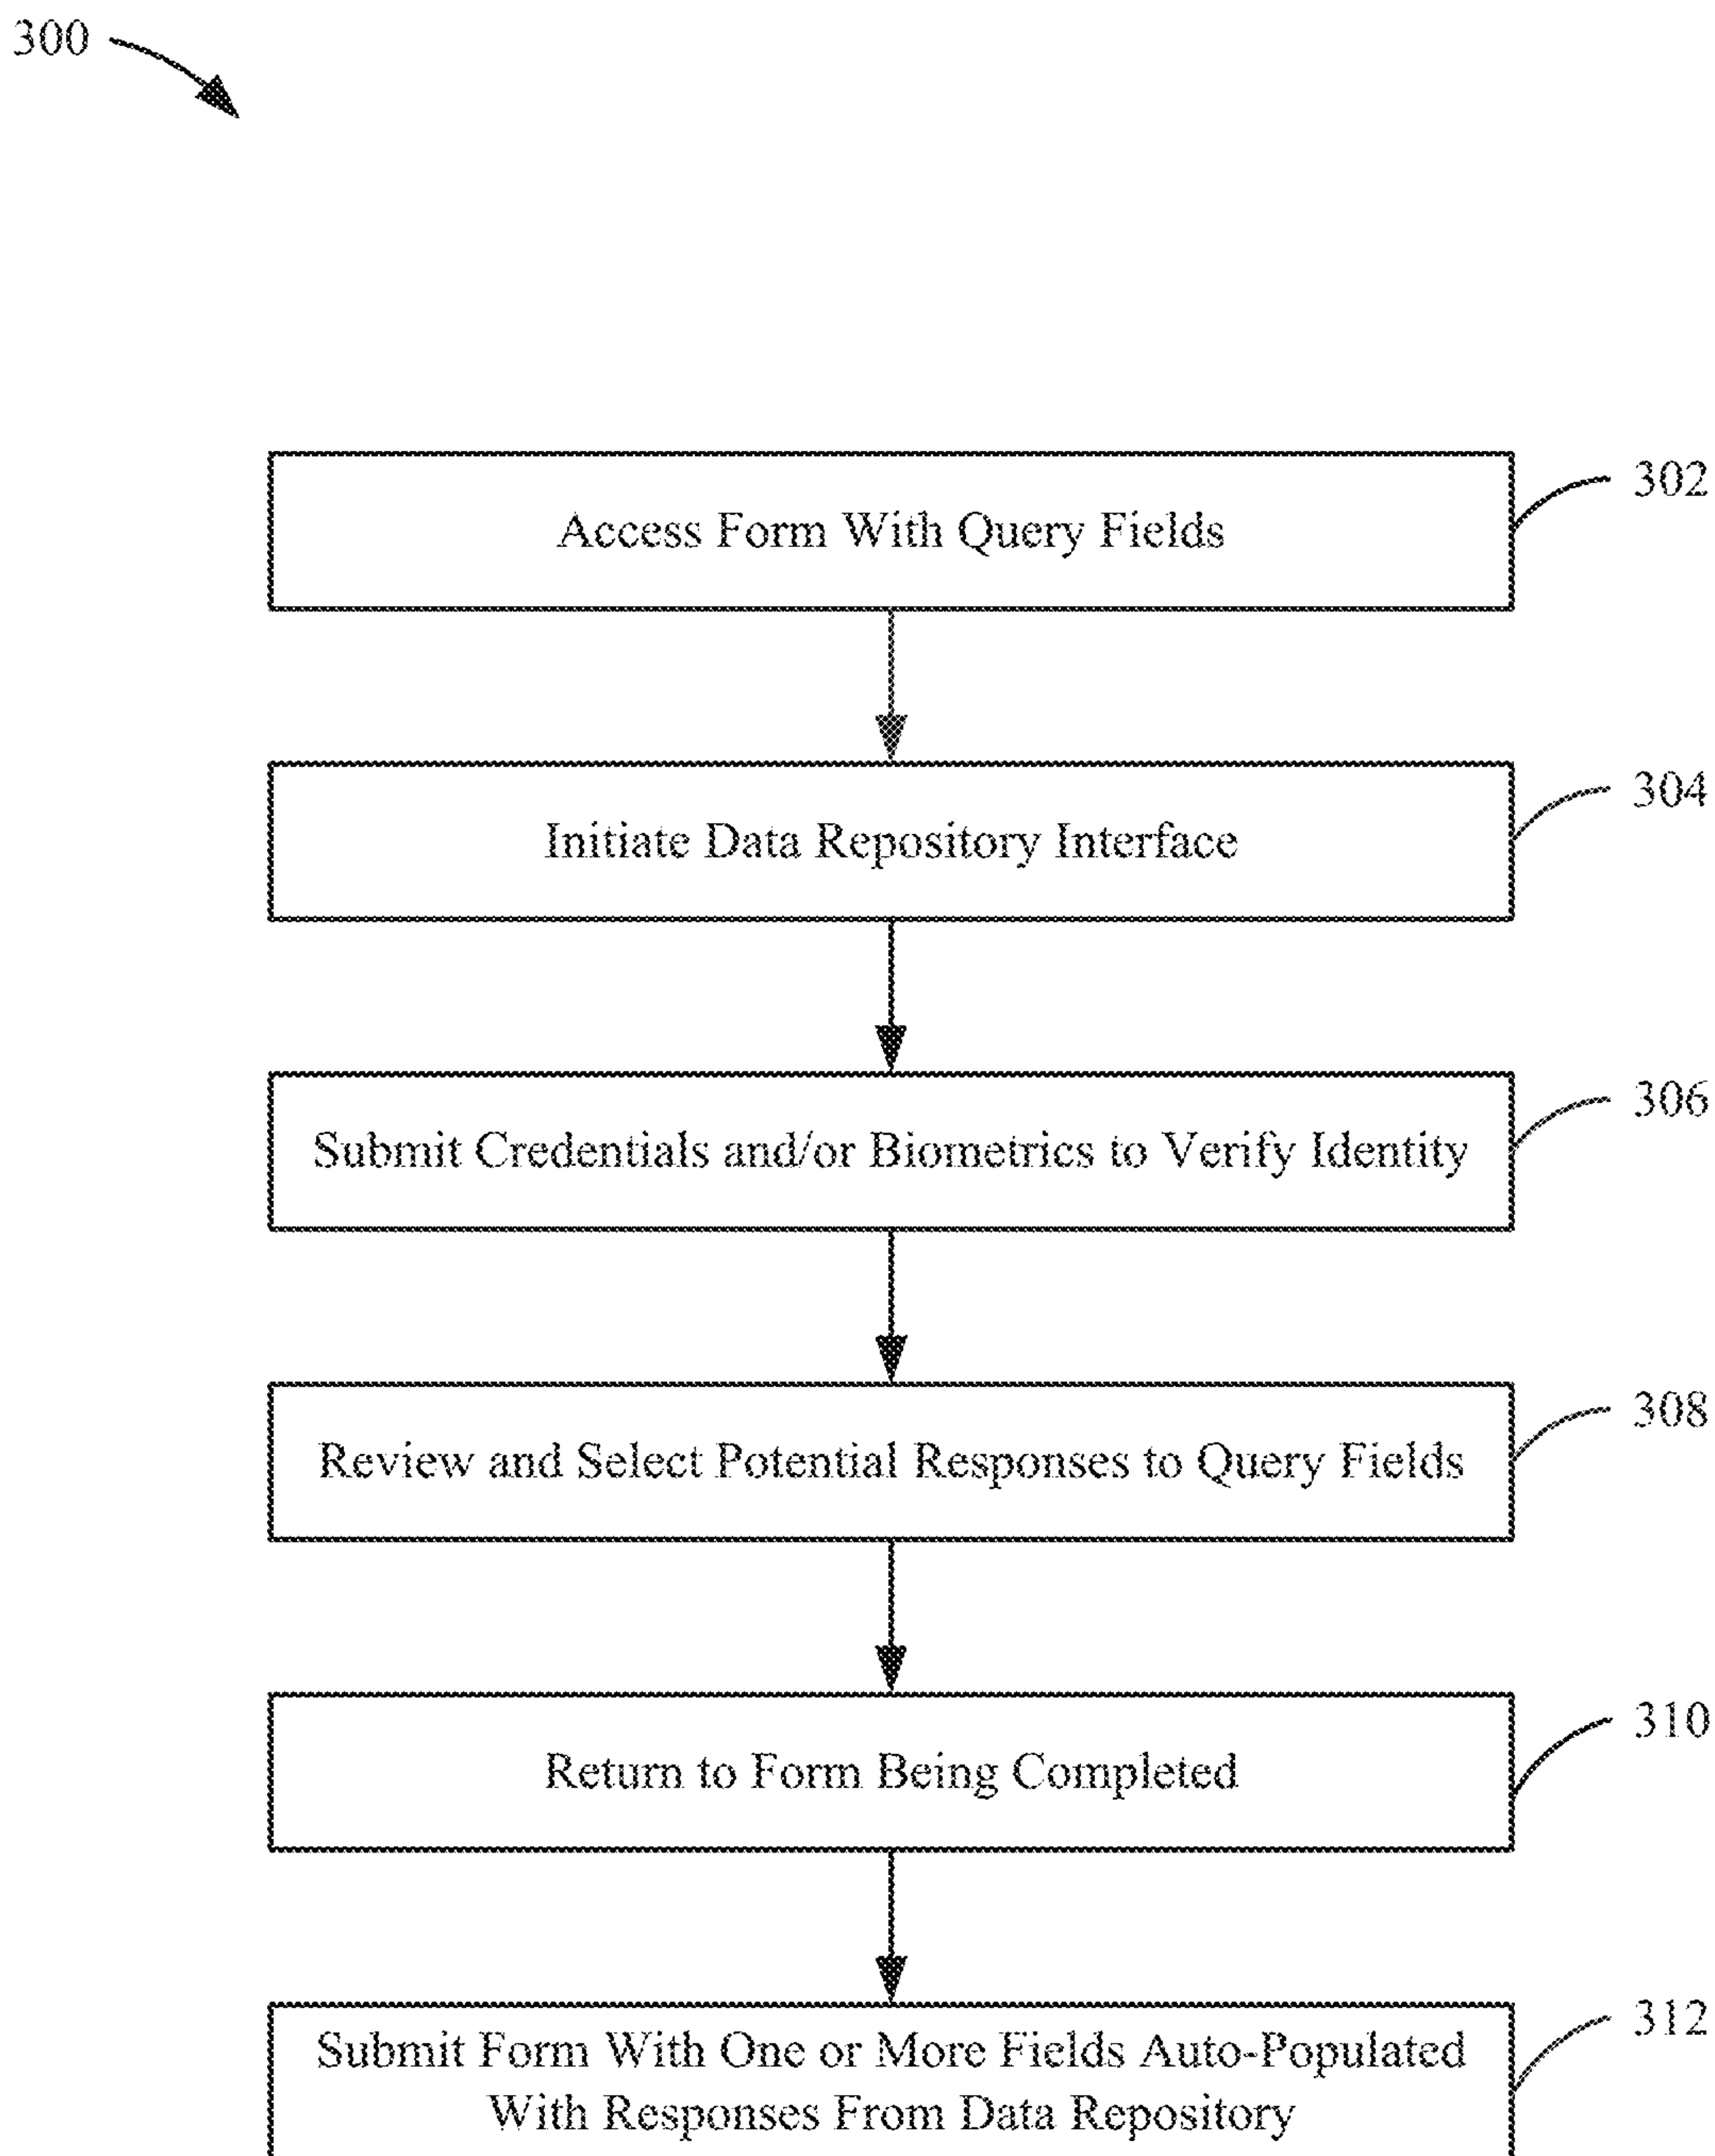 300
Access Form With Query Fields
302
Initiate Data Repository Interface
304
Submit Credentials and/or Biometrics to Verify Identity
306
Review and Select Potential Responses to Query Fields
308
Return to Form Being Completed
310
Submit Form With One or More Fields Auto-Populated
With Responses From Data Repository
312